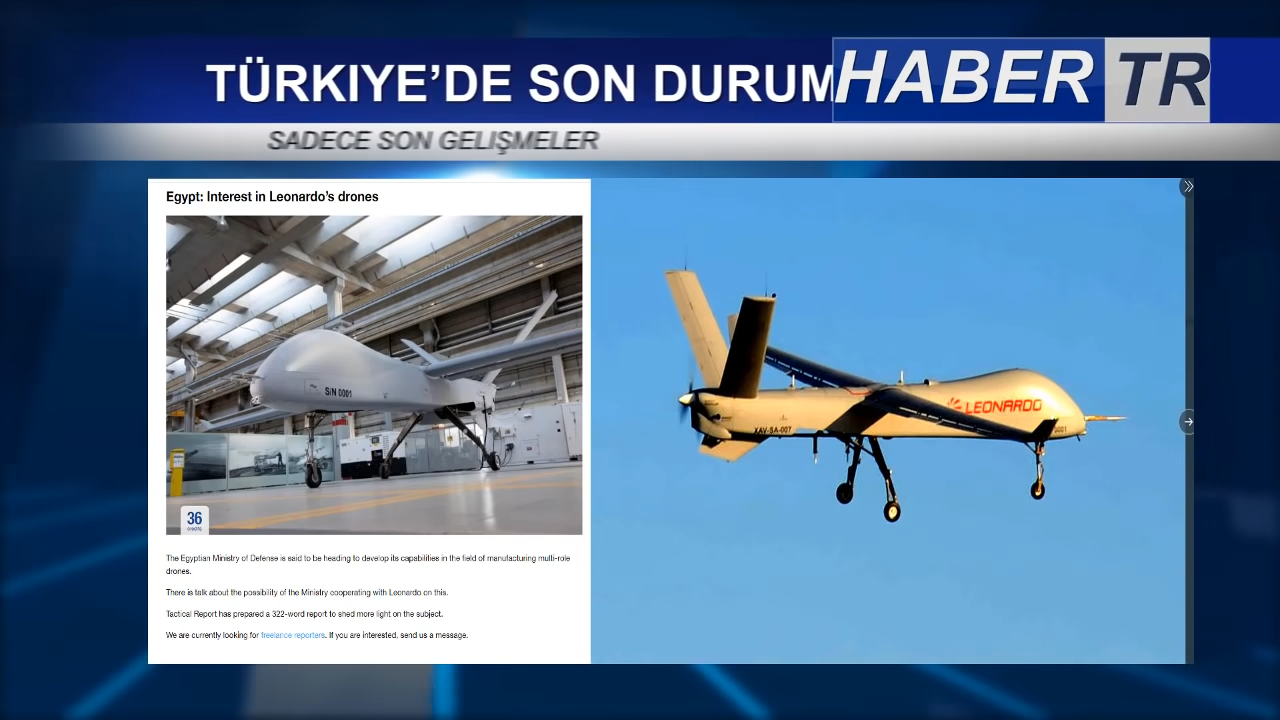 TÜRKIYE'DE SON DURUM
HABER TR
SADECE SON GELIŞMELER
Egypt: Interest in Leonardo's drones
S/N 0001
36
credits
The Egyptian Ministry of Defense is said to be heading to develop its capabilities in the field of manufacturing multi-role
drones.
There is talk about the possibility of the Ministry cooperating with Leonardo on this.
Tactical Report has prepared a 322-word report to shed more light on the subject.
We are currently looking for freelance reporters. If you are interested, send us a message.
LEONARDO
XAV-SA-007
0001